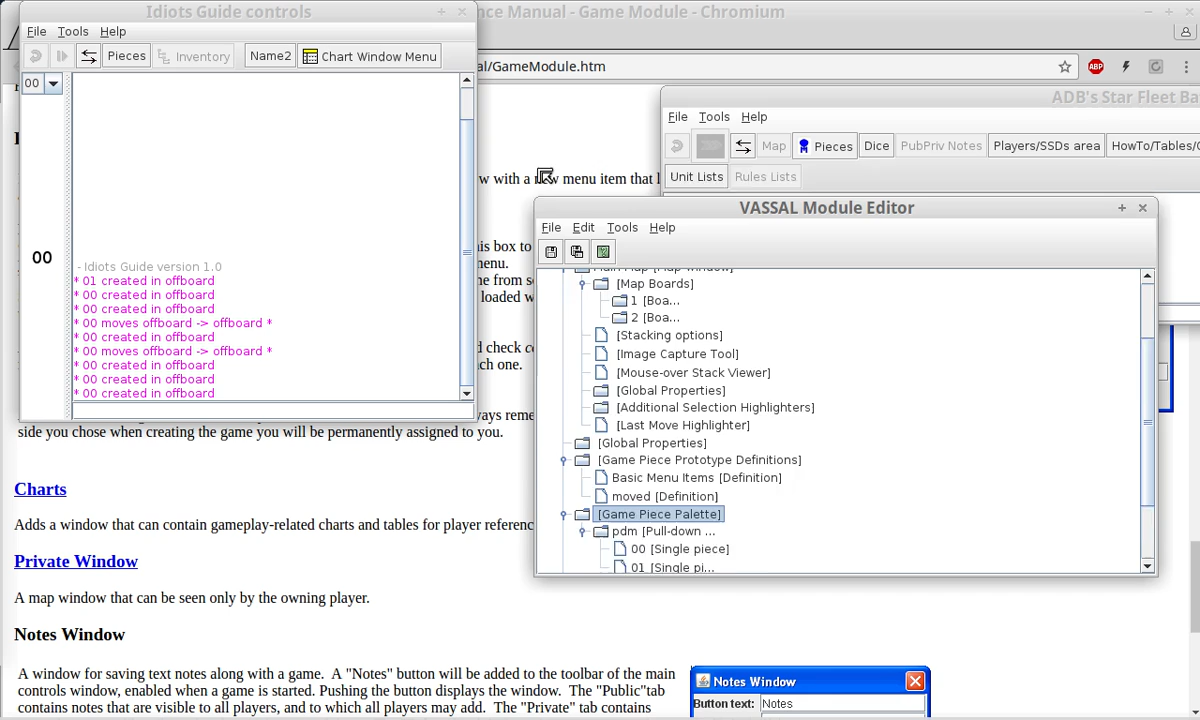 Idiots Guide controls
File Tools Help
Pieces Inventory Name2 Chart Window Menu
00
00
- Idiots Guide version 1.0
* 01 created in offboard
* 00 created in offboard
* 00 created in offboard
* 00 moves offboard -> offboard *
* 00 created in offboard
* 00 moves offboard -> offboard *
* 00 created in offboard
* 00 created in offboard
* 00 created in offboard
nce Manual - Game Module - Chromium
al/GameModule.htm
ABP
w with a new menu item that l
his box to
nenu.
ne from s
loaded w
d check c
ch one.
ays reme
side you chose when creating the game you will be permanently assigned to you.
Charts
Adds a window that can contain gameplay-related charts and tables for player referenc
Private Window
A map window that can be seen only by the owning player.
Notes Window
A window for saving text notes along with a game. A "Notes" button will be added to the toolbar of the main
controls window, enabled when a game is started. Pushing the button displays the window. The "Public"tab
contains notes that are visible to all players, and to which all players may add. The "Private" tab contains
Notes Window
Button text: Notes
ADB's Star Fleet Ba
File Tools Help
Map Pieces Dice PubPriv Notes Players/SSDs area HowTo/Tables/C
Unit Lists Rules Lists
VASSAL Module Editor
File Edit Tools Help
Main Map [Map Window]
[Map Boards]
1 [Boa...
2 [Boa...
[Stacking options]
[Image Capture Tool]
[Mouse-over Stack Viewer]
[Global Properties]
[Additional Selection Highlighters]
[Last Move Highlighter]
[Global Properties]
[Game Piece Prototype Definitions]
Basic Menu Items [Definition]
moved [Definition]
[Game Piece Palette]
pdm [Pull-down ...
00 [Single piece]
01 [Single pi...